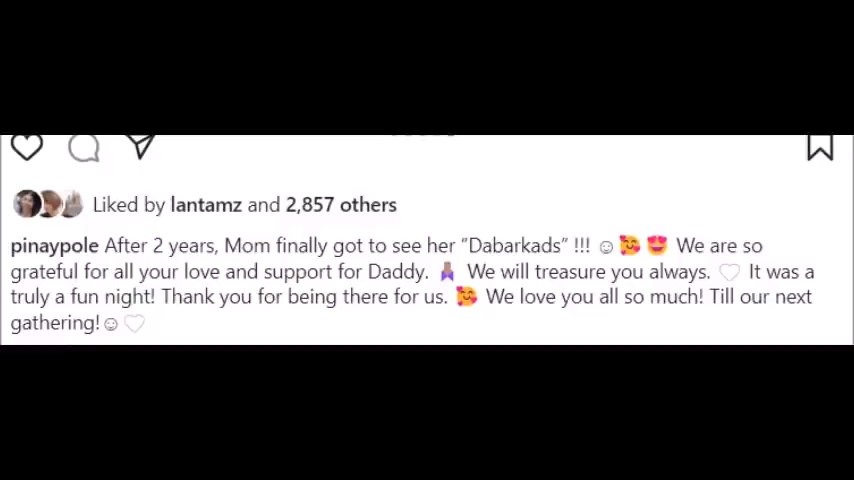 Liked by lantamz and 2,857 others
pinaypole After 2 years, Mom finally got to see her “Dabarkads” !!! ☺🥰 😍 We are so
grateful for all your love and support for Daddy. 🙏🏽 We will treasure you always. 🤍 It was a
truly a fun night! Thank you for being there for us. 🥰 We love you all so much! Till our next
gathering!☺🤍